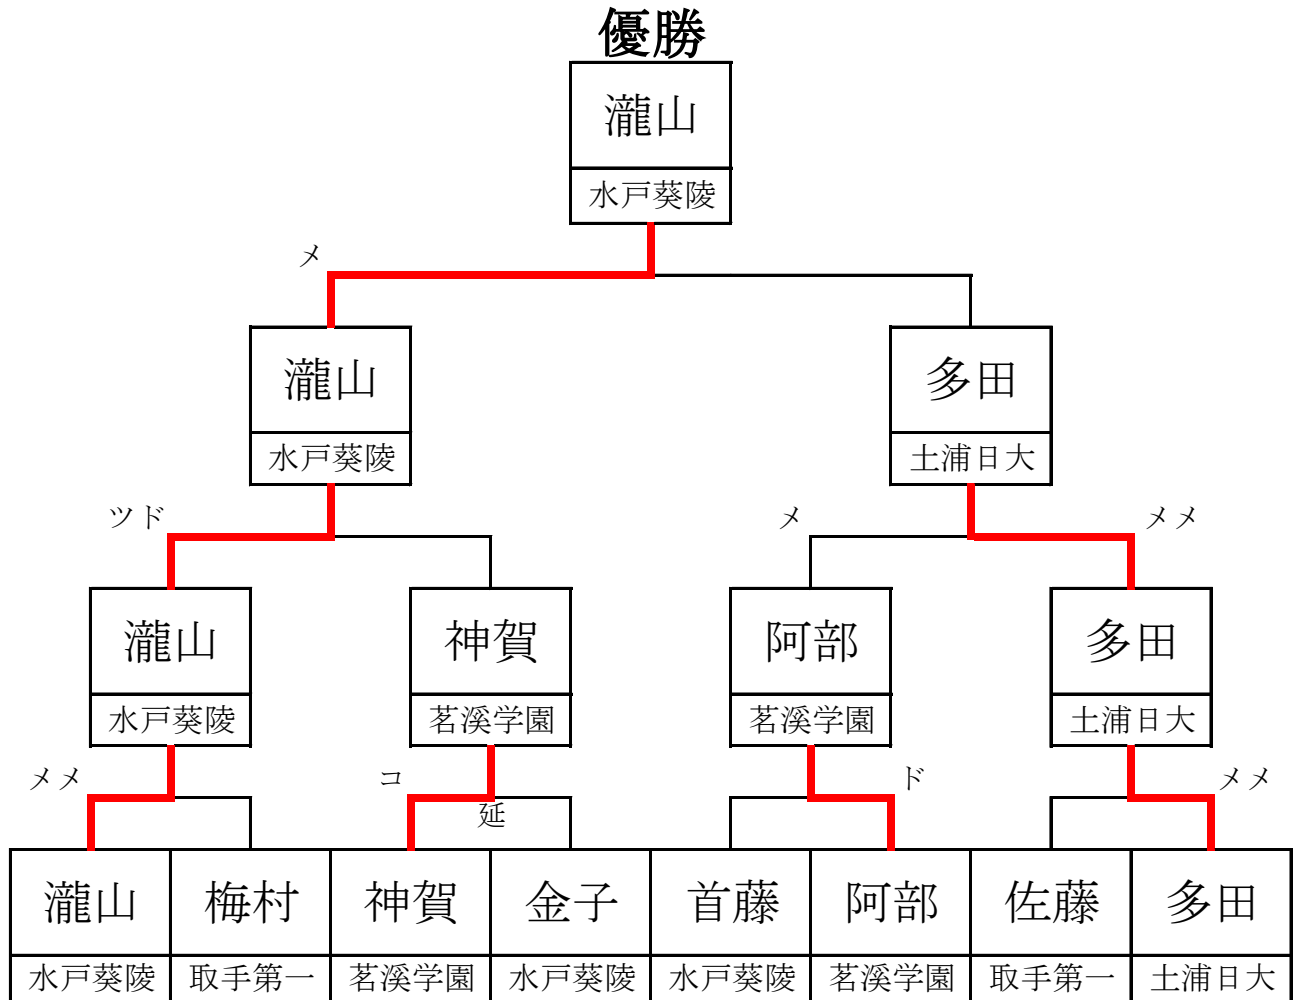 優勝
瀧山
水戸葵陵
メ
瀧山 多田
水戸葵陵 土浦日大
ツド メ メメ
瀧山 神賀 阿部 多田
水戸葵陵 茗溪学園 茗溪学園 土浦日大
メメ コ ド メメ
延
瀧山 梅村 神賀 金子 首藤 阿部 佐藤 多田
水戸葵陵 取手第一 茗溪学園 水戸葵陵 水戸葵陵 茗溪学園 取手第一 土浦日大